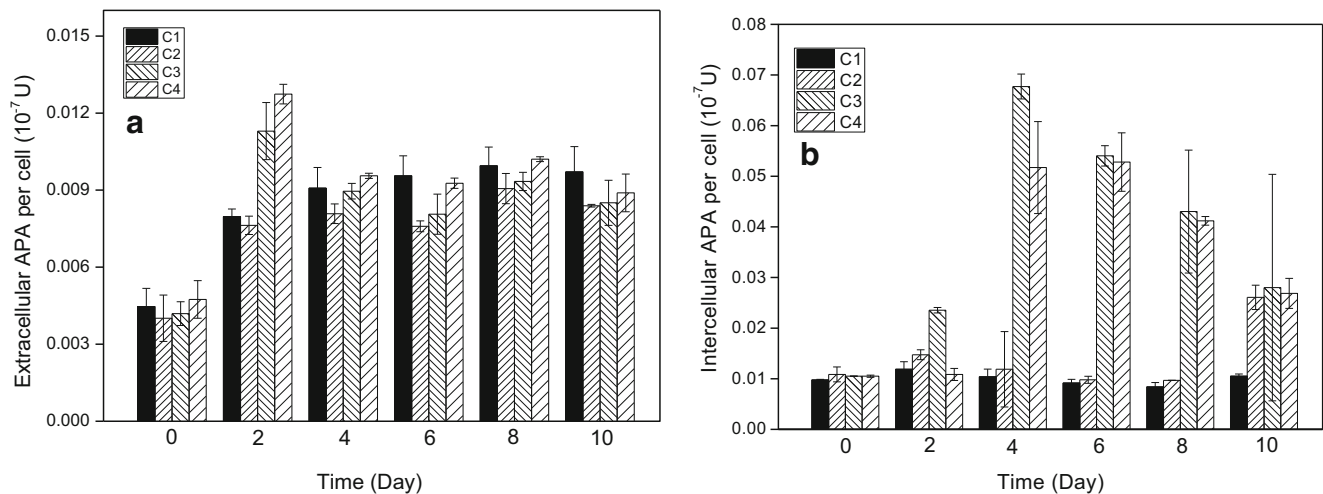 0.015
0.012
0.009
0.006
0.003
0.000
Extracellular APA per cell (10⁻⁷U)
C1
C2
C3
C4
a
0 2 4 6 8 10
Time (Day)
0.08
0.07
0.06
0.05
0.04
0.03
0.02
0.01
0.00
Intercellular APA per cell (10⁻⁷U)
C1
C2
C3
C4
b
0 2 4 6 8 10
Time (Day)